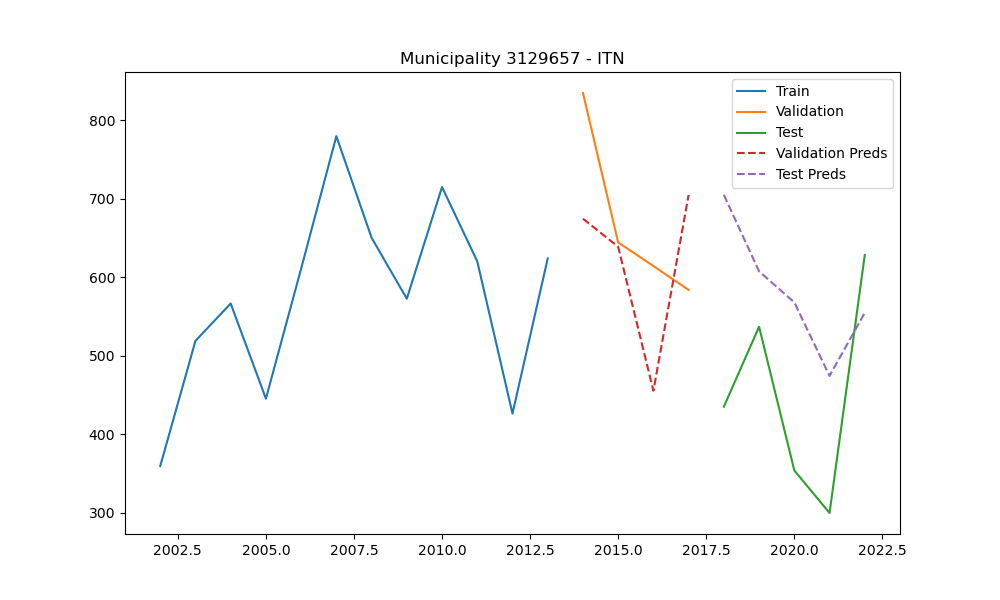 Municipality 3129657 - ITN
Train
Validation
Test
Validation Preds
Test Preds
800
700
600
500
400
300
2002.5 2005.0 2007.5 2010.0 2012.5 2015.0 2017.5 2020.0 2022.5